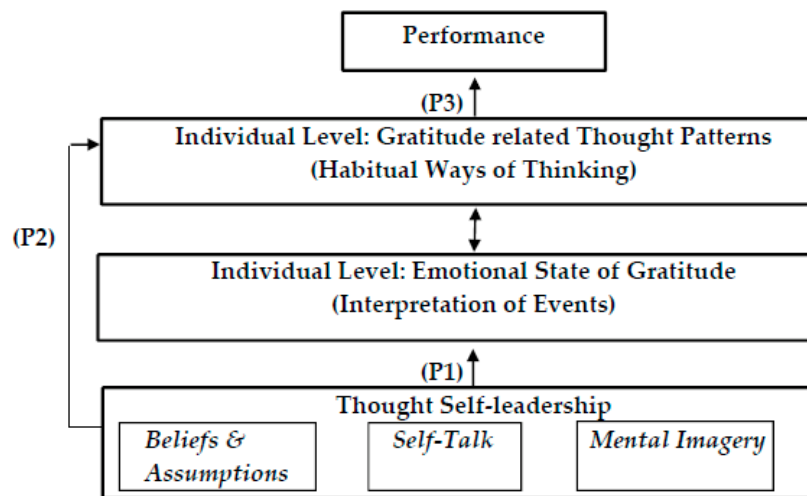 Performance
(P3)
Individual Level: Gratitude related Thought Patterns
(Habitual Ways of Thinking)
(P2)
Individual Level: Emotional State of Gratitude
(Interpretation of Events)
(P1)
Thought Self-leadership
Beliefs &
Assumptions
Self-Talk
Mental Imagery